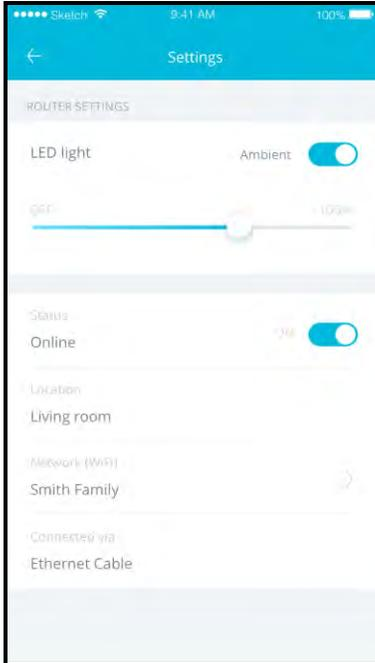 Sketch 9:41 AM 100%
Settings
ROUTER SETTINGS
LED light Ambient
OFF 100%
Status
Online ON
Location
Living room
Network (WiFi)
Smith Family
Connected via
Ethernet Cable